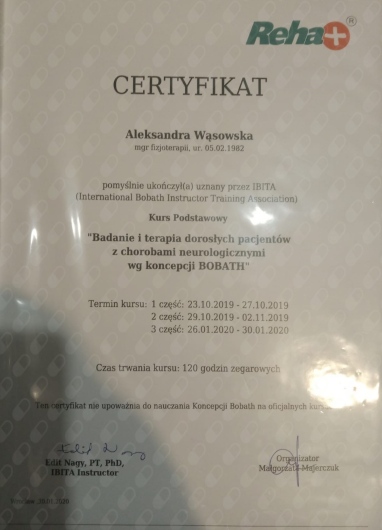 Reha+®
CERTYFIKAT
Aleksandra Wąsowska
mgr fizjoterapii, ur. 05.02.1982
pomyślnie ukończył(a) uznany przez IBITA
(International Bobath Instructor Training Association)
Kurs Podstawowy
"Badanie i terapia dorosłych pacjentów
z chorobami neurologicznymi
wg koncepcji BOBATH"
Termin kursu: 1 część: 23.10.2019 - 27.10.2019
2 część: 29.10.2019 - 02.11.2019
3 część: 26.01.2020 - 30.01.2020
Czas trwania kursu: 120 godzin zegarowych
Ten certyfikat nie upoważnia do nauczania Koncepcji Bobath na oficjalnych
Edit Nagy, PT, PhD,
IBITA Instructor
Organizator
Małgorzata